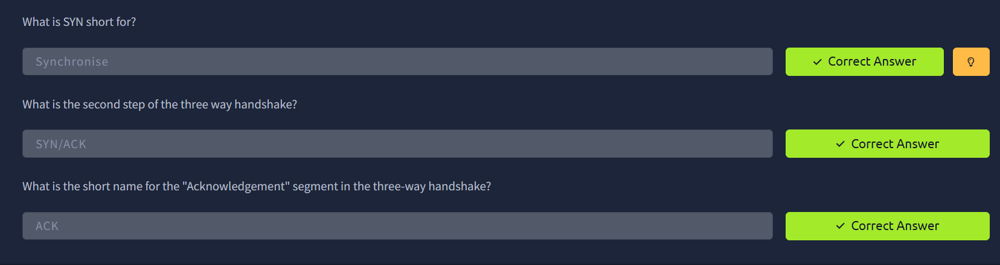 What is SYN short for?
Synchronise
Correct Answer
What is the second step of the three way handshake?
SYN/ACK
Correct Answer
What is the short name for the "Acknowledgement" segment in the three-way handshake?
ACK
Correct Answer